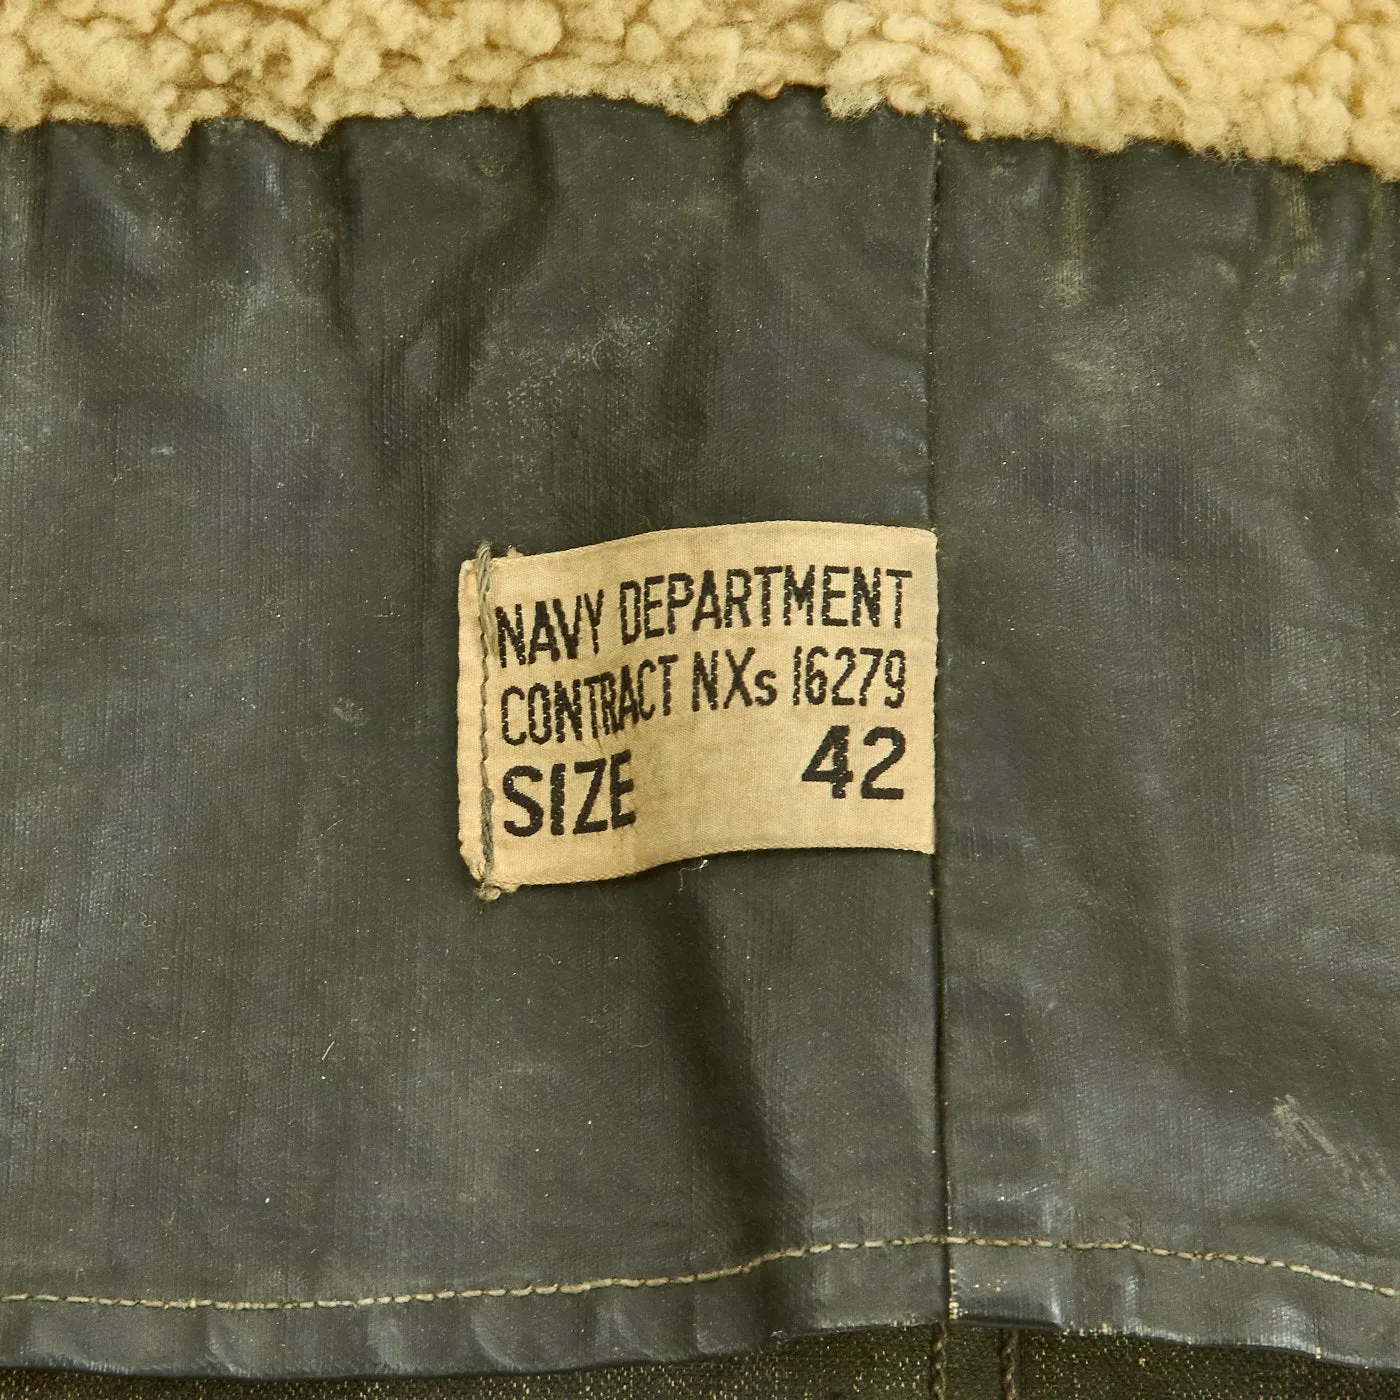 NAVY DEPARTMENT
CONTRACT NXs 16279
SIZE 42